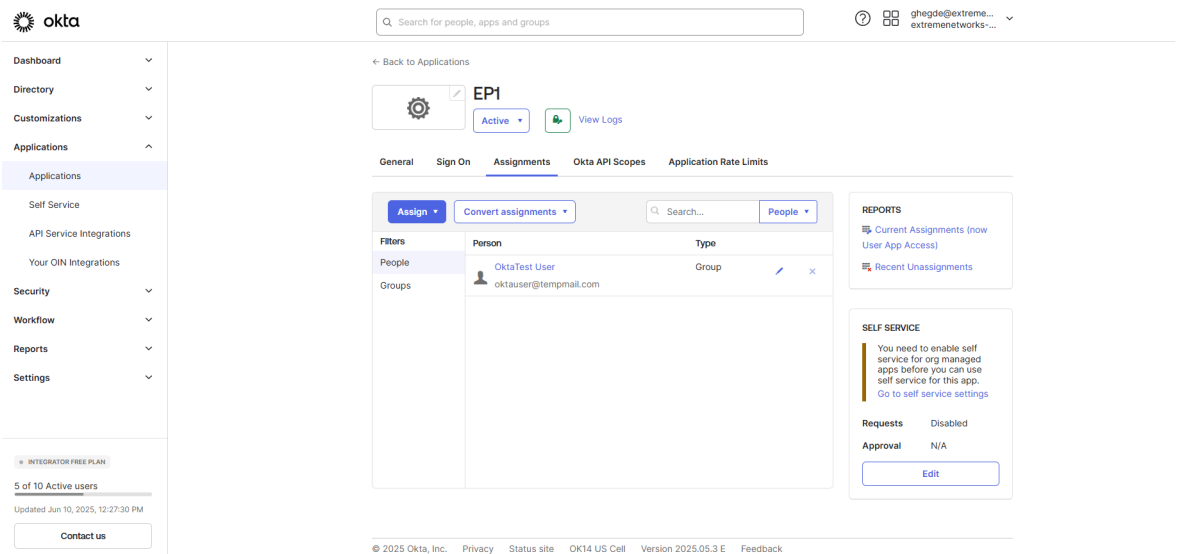 okta
Search for people, apps and groups
ghegde@extreme...
extremenetworks-...
Dashboard
Directory
Customizations
Applications
Applications
Self Service
API Service Integrations
Your OIN Integrations
Security
Workflow
Reports
Settings
INTEGRATOR FREE PLAN
5 of 10 Active users
Updated Jun 10, 2025, 12:27:30 PM
Contact us
← Back to Applications
EP1
Active
View Logs
General Sign On Assignments Okta API Scopes Application Rate Limits
Assign Convert assignments Search... People
Filters Person Type
People
Groups
OktaTest User Group
oktauser@tempmail.com
REPORTS
Current Assignments (now
User App Access)
Recent Unassignments
SELF SERVICE
You need to enable self
service for org managed
apps before you can use
self service for this app.
Go to self service settings
Requests Disabled
Approval N/A
Edit
© 2025 Okta, Inc. Privacy Status site OK14 US Cell Version 2025.05.3 E Feedback